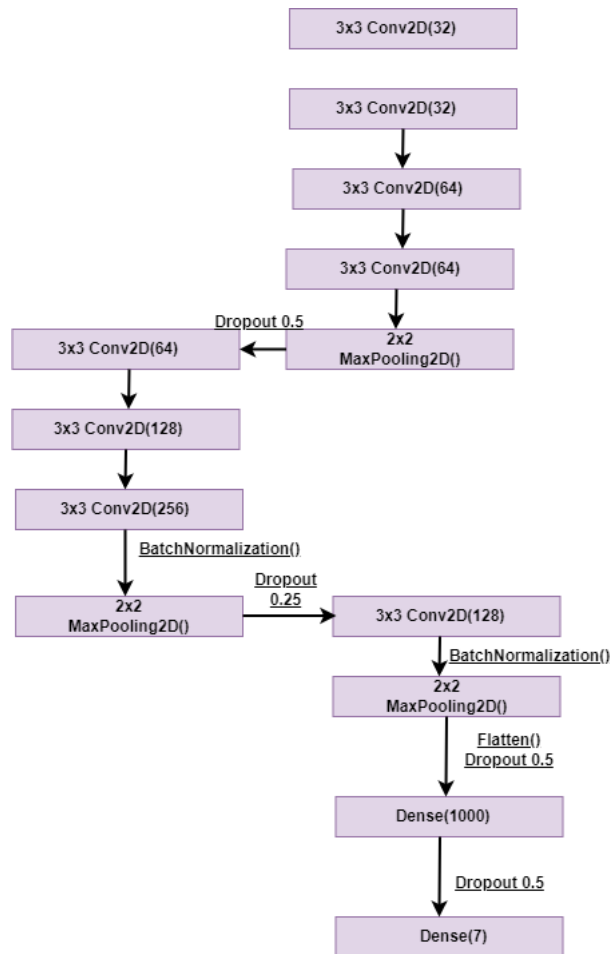 3x3 Conv2D(32)
3x3 Conv2D(32)
3x3 Conv2D(64)
3x3 Conv2D(64)
2x2
MaxPooling2D()
Dropout 0.5
3x3 Conv2D(64)
3x3 Conv2D(128)
3x3 Conv2D(256)
BatchNormalization()
2x2
MaxPooling2D()
Dropout
0.25
3x3 Conv2D(128)
BatchNormalization()
2x2
MaxPooling2D()
Flatten()
Dropout 0.5
Dense(1000)
Dropout 0.5
Dense(7)